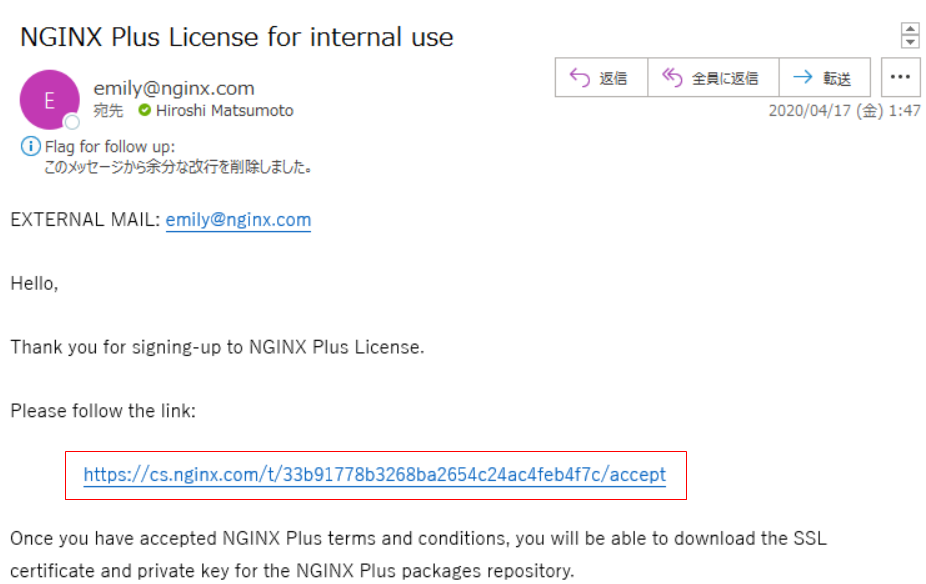 NGINX Plus License for internal use
E
emily@nginx.com
宛先 Hiroshi Matsumoto
返信 全員に返信 転送 ...
2020/04/17 (金) 1:47
Flag for follow up:
このメッセージから余分な改行を削除しました。
EXTERNAL MAIL: emily@nginx.com
Hello,
Thank you for signing-up to NGINX Plus License.
Please follow the link:
https://cs.nginx.com/t/33b91778b3268ba2654c24ac4feb4f7c/accept
Once you have accepted NGINX Plus terms and conditions, you will be able to download the SSL
certificate and private key for the NGINX Plus packages repository.